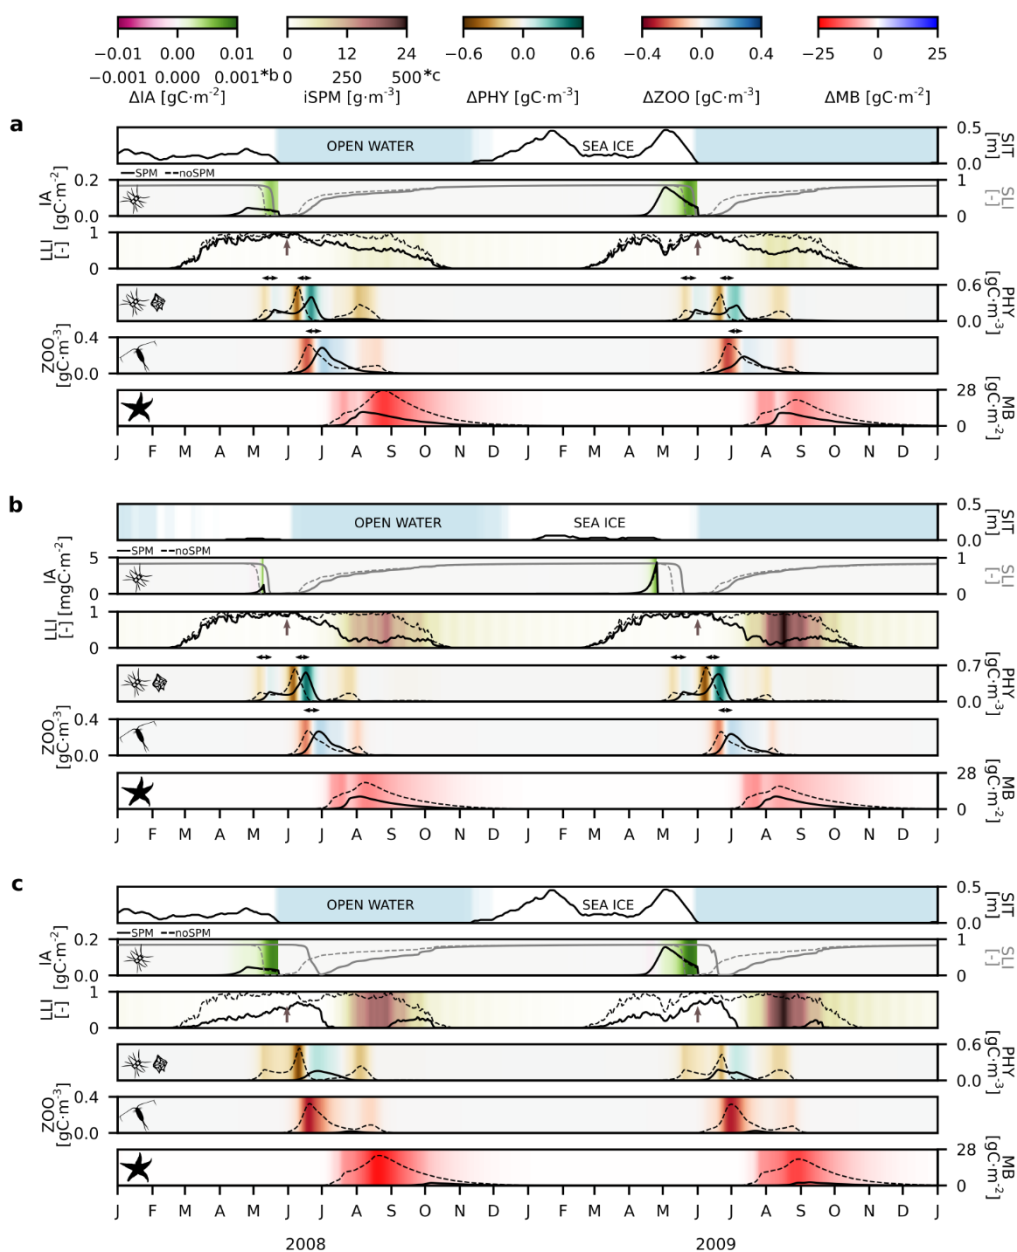 −0.01 0.00 0.01 0 12 24 −0.6 0.0 0.6 −0.4 0.0 0.4 −25 0 25
−0.001 0.000 0.001*b 0 250 500*c
ΔIA [gC·m⁻²] iSPM [g·m⁻³] ΔPHY [gC·m⁻³] ΔZOO [gC·m⁻³] ΔMB [gC·m⁻²]
a
OPEN WATER SEA ICE
0.5
0.0
SIT
[m]
SPM noSPM
IA
[gC·m⁻²]
0.2
0.0
1
0
SLI
[-]
LLI
[-]
1
0
0.6
0.0
PHY
[gC·m⁻³]
ZOO
[gC·m⁻³]
0.4
0.0
28
0
MB
[gC·m⁻²]
J F M A M J J A S O N D J F M A M J J A S O N D J
b
OPEN WATER SEA ICE
0.5
0.0
SIT
[m]
SPM noSPM
IA
[mgC·m⁻²]
5
0
1
0
SLI
[-]
LLI
[-]
1
0
0.7
0.0
PHY
[gC·m⁻³]
ZOO
[gC·m⁻³]
0.4
0.0
28
0
MB
[gC·m⁻²]
J F M A M J J A S O N D J F M A M J J A S O N D J
c
OPEN WATER SEA ICE
0.5
0.0
SIT
[m]
SPM noSPM
IA
[gC·m⁻²]
0.2
0.0
1
0
SLI
[-]
LLI
[-]
1
0
0.6
0.0
PHY
[gC·m⁻³]
ZOO
[gC·m⁻³]
0.4
0.0
28
0
MB
[gC·m⁻²]
J F M A M J J A S O N D J F M A M J J A S O N D J
2008 2009